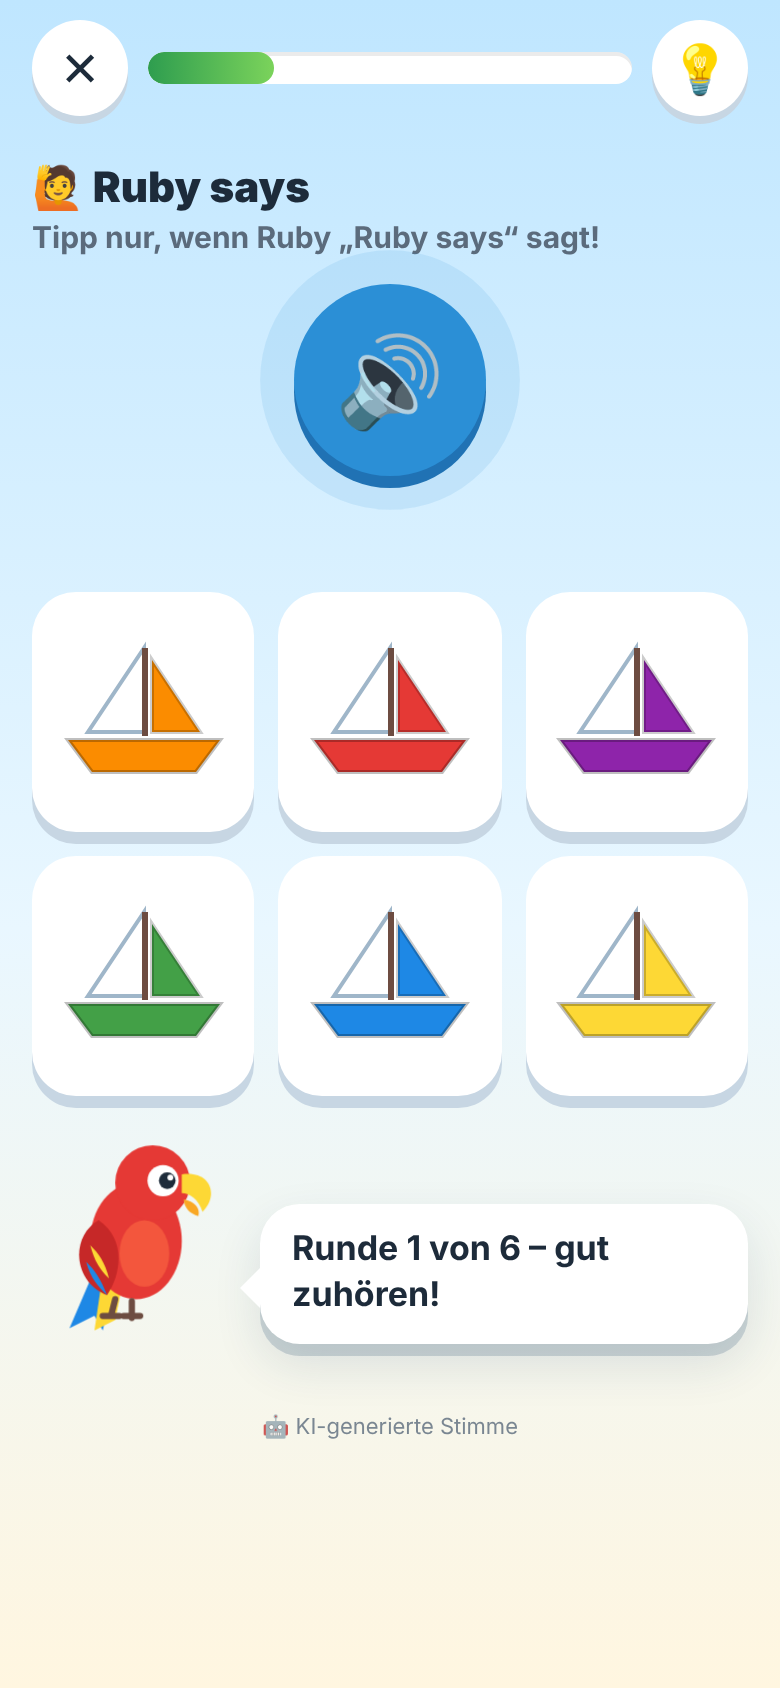 Ruby says
Tipp nur, wenn Ruby „Ruby says“ sagt!
Runde 1 von 6 – gut
zuhören!
KI-generierte Stimme